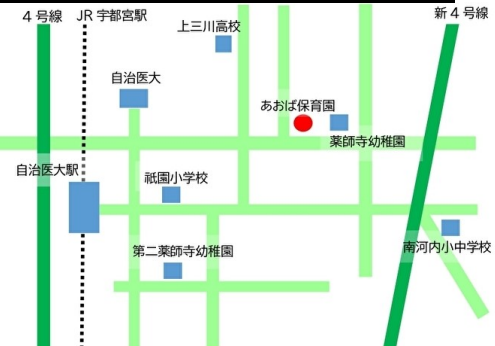 4号線
JR 宇都宮駅
新4号線
上三川高校
自治医大
あおば保育園
薬師寺幼稚園
自治医大駅
祇園小学校
第二薬師寺幼稚園
南河内小中学校